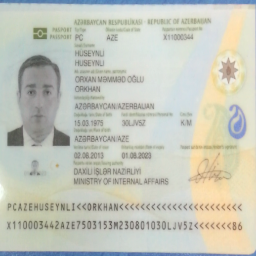 AZƏRBAYCAN RESPUBLİKASI - REPUBLIC OF AZERBAIJAN
PASPORT
PASSPORT
PC AZE X11000344
HUSEYNLİ
HUSEYNLI
ORXAN MƏMMƏD OĞLU
ORKHAN
AZƏRBAYCAN/AZERBAIJAN
15.03.1975 30LJV5Z K/M
AZƏRBAYCAN/AZE
02.08.2013 01.08.2023
DAXİLİ İŞLƏR NAZİRLİYİ
MINISTRY OF INTERNAL AFFAIRS
PCAZEHUSEYNLI<<ORKHAN<<<<<<<<<<<<<<<<<<<<<<<
X110003442AZE7503153M230801030LJV5Z<<<<<<<86